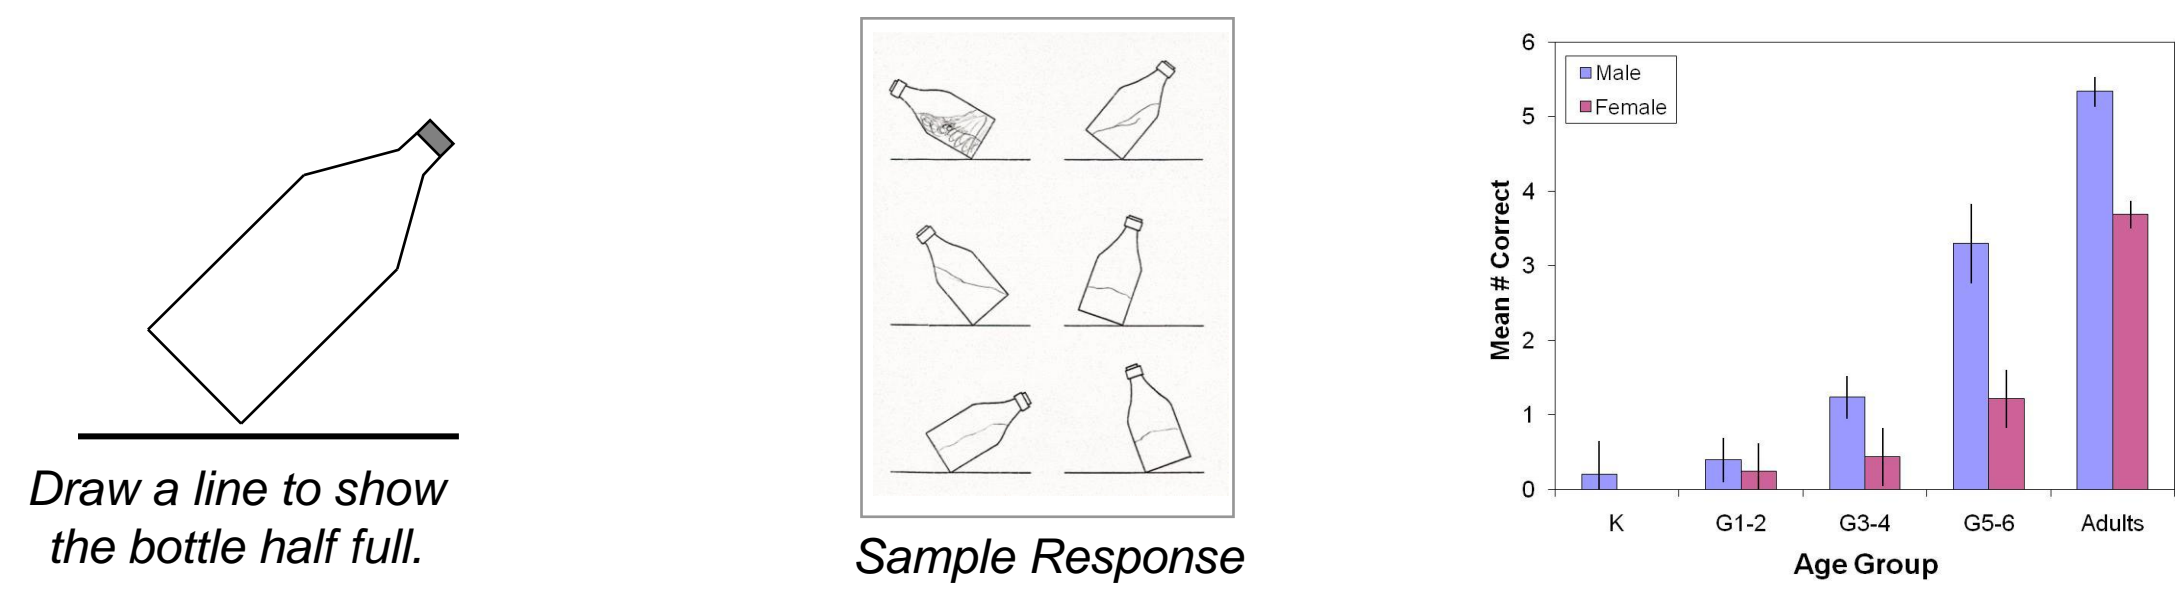 Draw a line to show
the bottle half full.
Sample Response
6
5
4
3
2
1
0
Mean # Correct
Male
Female
K
G1-2
G3-4
G5-6
Adults
Age Group